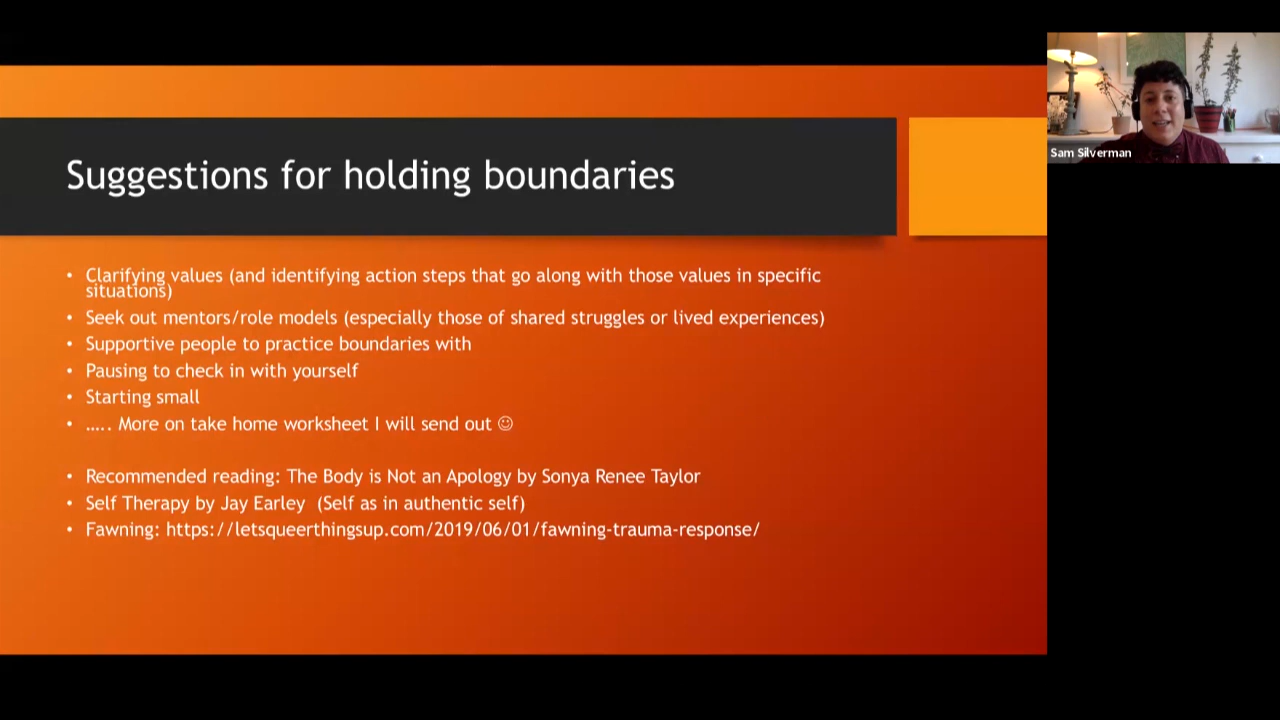 Suggestions for holding boundaries
• Clarifying values (and identifying action steps that go along with those values in specific
situations)
• Seek out mentors/role models (especially those of shared struggles or lived experiences)
• Supportive people to practice boundaries with
• Pausing to check in with yourself
• Starting small
• ….. More on take home worksheet I will send out ☺
• Recommended reading: The Body is Not an Apology by Sonya Renee Taylor
• Self Therapy by Jay Earley  (Self as in authentic self)
• Fawning: https://letsqueerthingsup.com/2019/06/01/fawning-trauma-response/
Sam Silverman